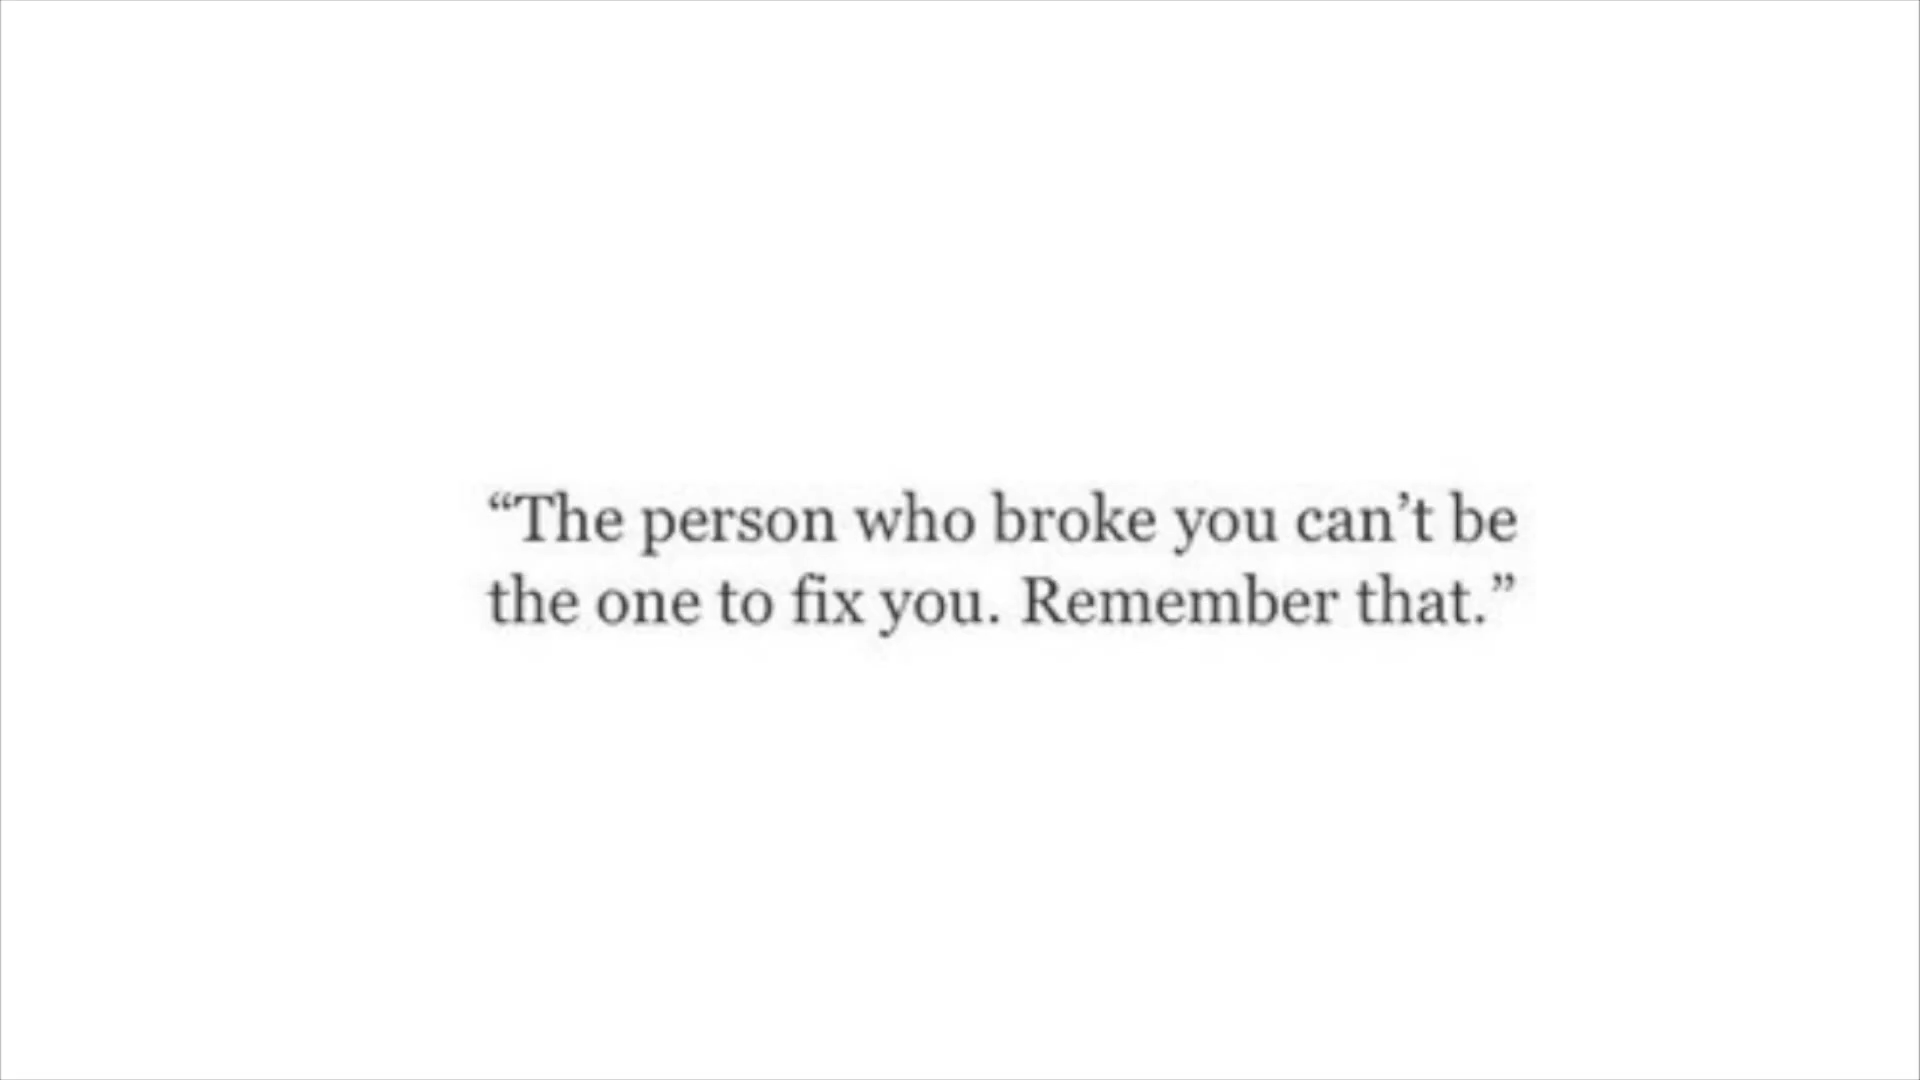 “The person who broke you can’t be
the one to fix you. Remember that.”